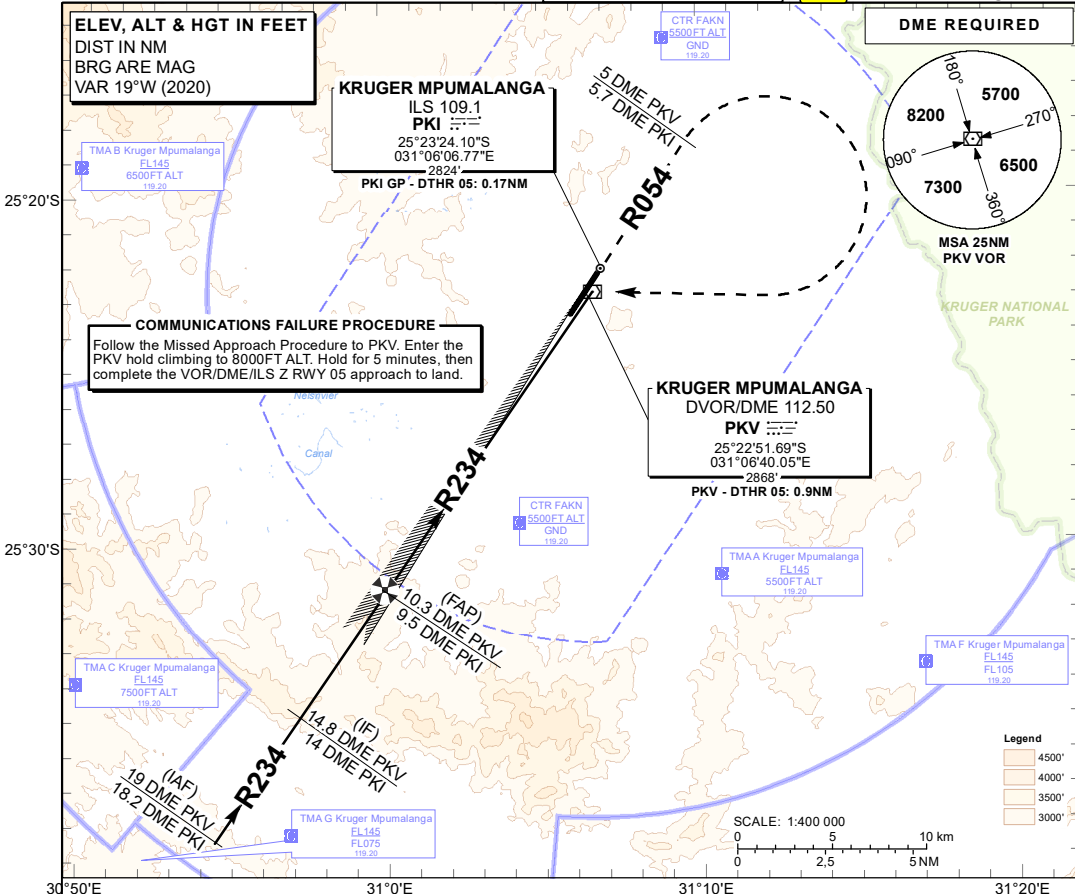 ELEV, ALT & HGT IN FEET
DIST IN NM
BRG ARE MAG
VAR 19°W (2020)
CTR FAKN
5500FT ALT
GND
119.20
DME REQUIRED
180°
5700
270°
8200
090°
6500
7300
360°
MSA 25NM
PKV VOR
KRUGER MPUMALANGA
ILS 109.1
PKI
25°23'24.10"S
031°06'06.77"E
2824'
PKI GP - DTHR 05: 0.17NM
5 DME PKV
5.7 DME PKI
R054
TMA B Kruger Mpumalanga
FL145
6500FT ALT
119.20
25°20'S
KRUGER NATIONAL
PARK
COMMUNICATIONS FAILURE PROCEDURE
Follow the Missed Approach Procedure to PKV. Enter the
PKV hold climbing to 8000FT ALT. Hold for 5 minutes, then
complete the VOR/DME/ILS Z RWY 05 approach to land.
Canal
KRUGER MPUMALANGA
DVOR/DME 112.50
PKV
25°22'51.69"S
031°06'40.05"E
2868'
PKV - DTHR 05: 0.9NM
R234
CTR FAKN
5500FT ALT
GND
119.20
25°30'S
TMA A Kruger Mpumalanga
FL145
5500FT ALT
119.20
(FAP)
10.3 DME PKV
9.5 DME PKI
TMA C Kruger Mpumalanga
FL145
7500FT ALT
119.20
TMA F Kruger Mpumalanga
FL145
FL105
119.20
(IF)
14.8 DME PKV
14 DME PKI
R234
(IAF)
19 DME PKV
18.2 DME PKI
TMA G Kruger Mpumalanga
FL145
FL075
119.20
Legend
4500'
4000'
3500'
3000'
SCALE: 1:400 000
0 5 10 km
0 2,5 5NM
30°50'E 31°0'E 31°10'E 31°20'E